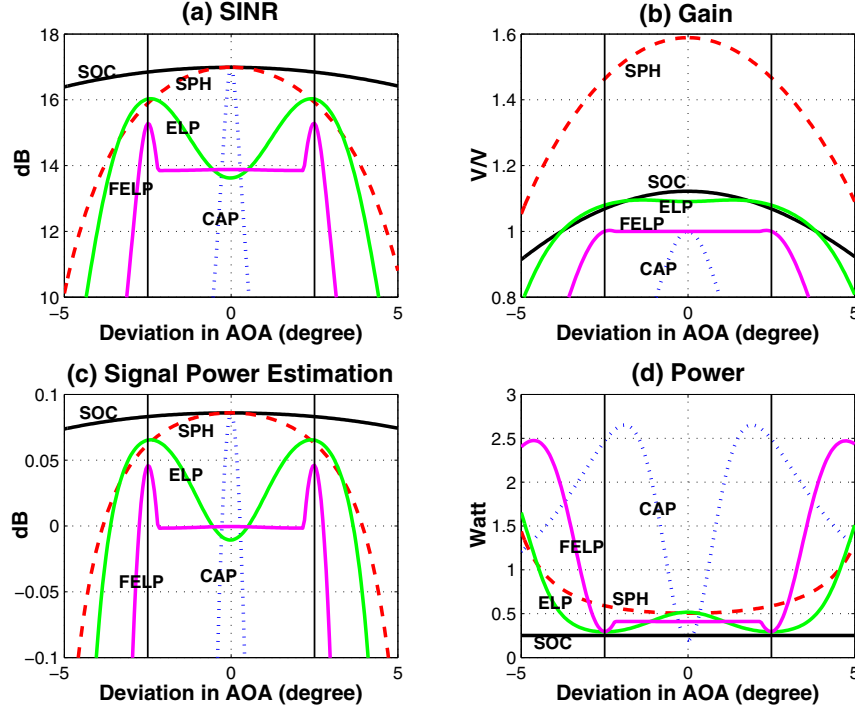 (a) SINR
18
16
14
12
10
dB
SOC
SPH
ELP
FELP
CAP
−5
0
5
Deviation in AOA (degree)
(b) Gain
1.6
1.4
1.2
1
0.8
V/V
SPH
SOC
ELP
FELP
CAP
−5
0
5
Deviation in AOA (degree)
(c) Signal Power Estimation
0.1
0.05
0
−0.05
−0.1
dB
SOC
SPH
ELP
FELP
CAP
−5
0
5
Deviation in AOA (degree)
(d) Power
3
2.5
2
1.5
1
0.5
0
Watt
CAP
FELP
ELP
SPH
SOC
−5
0
5
Deviation in AOA (degree)